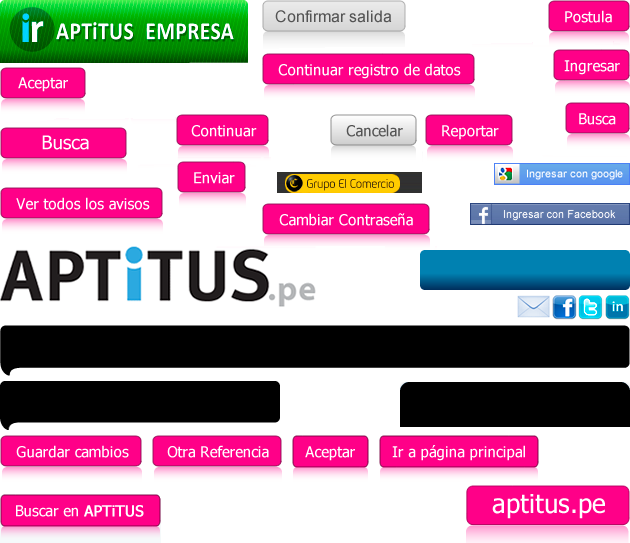 ir APTiTUS EMPRESA
Confirmar salida
Postula
Continuar registro de datos
Ingresar
Aceptar
Busca
Busca
Continuar
Cancelar
Reportar
Enviar
Grupo El Comercio
Ingresar con google
Ver todos los avisos
Cambiar Contraseña
Ingresar con Facebook
APTiTUS.pe
Guardar cambios
Otra Referencia
Aceptar
Ir a página principal
Buscar en APTiTUS
aptitus.pe